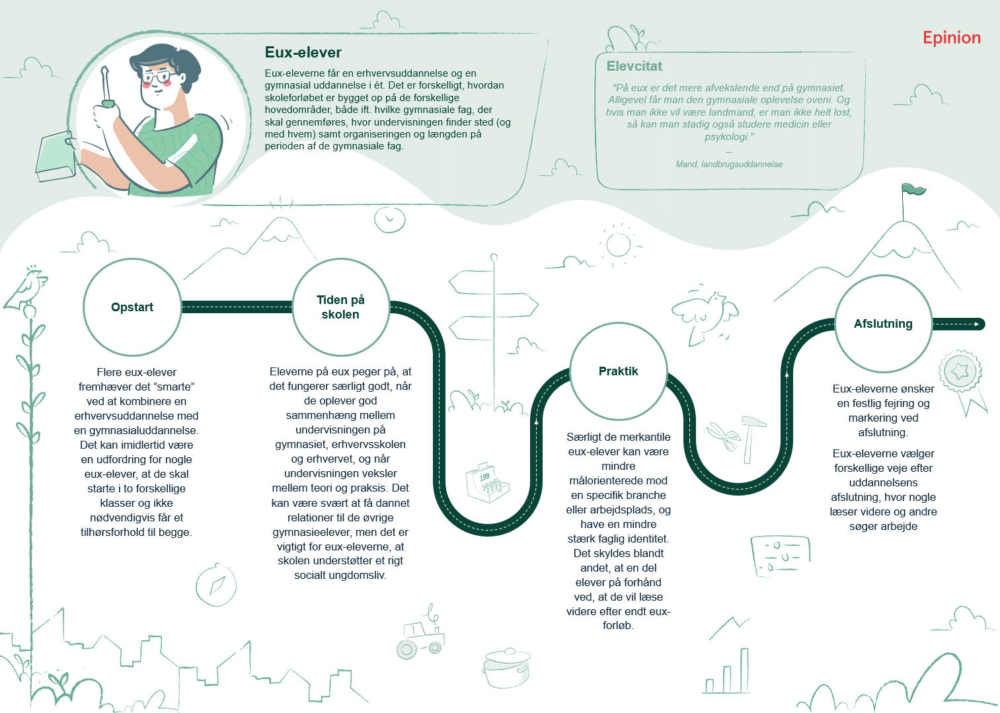 Epinion
Eux-elever
Eux-eleverne får en erhvervsuddannelse og en
gymnasial uddannelse i ét. Det er forskelligt, hvordan
skoleforløbet er bygget op på de forskellige
hovedområder, både ift. hvilke gymnasiale fag, der
skal gennemføres, hvor undervisningen finder sted (og
med hvem) samt organiseringen og længden på
perioden af de gymnasiale fag.
Elevcitat
“På eux er det mere afvekslende end på gymnasiet.
Alligevel får man den gymnasiale oplevelse oveni. Og
hvis man ikke vil være landmand, er man ikke helt lost,
så kan man stadig også studere medicin eller
psykologi.”
–
Mand, landbrugsuddannelse
Opstart
Flere eux-elever
fremhæver det ”smarte”
ved at kombinere en
erhvervsuddannelse med
en gymnasialuddannelse.
Det kan imidlertid være
en udfordring for nogle
eux-elever, at de skal
starte i to forskellige
klasser og ikke
nødvendigvis får et
tilhørsforhold til begge.
Tiden på
skolen
Eleverne på eux peger på, at
det fungerer særligt godt, når
de oplever god
sammenhæng mellem
undervisningen på
gymnasiet, erhvervsskolen
og erhvervet, og når
undervisningen veksler
mellem teori og praksis. Det
kan være svært at få dannet
relationer til de øvrige
gymnasieelever, men det er
vigtigt for eux-eleverne, at
skolen understøtter et rigt
socialt ungdomsliv.
199
Praktik
Særligt de merkantile
eux-elever kan være
mindre
målorienterede mod
en specifik branche
eller arbejdsplads, og
have en mindre
stærk faglig identitet.
Det skyldes blandt
andet, at en del
elever på forhånd
ved, at de vil læse
videre efter endt eux-
forløb.
Afslutning
Eux-eleverne ønsker
en festlig fejring og
markering ved
afslutning.
Eux-eleverne vælger
forskellige veje efter
uddannelsens
afslutning, hvor nogle
læser videre og andre
søger arbejde